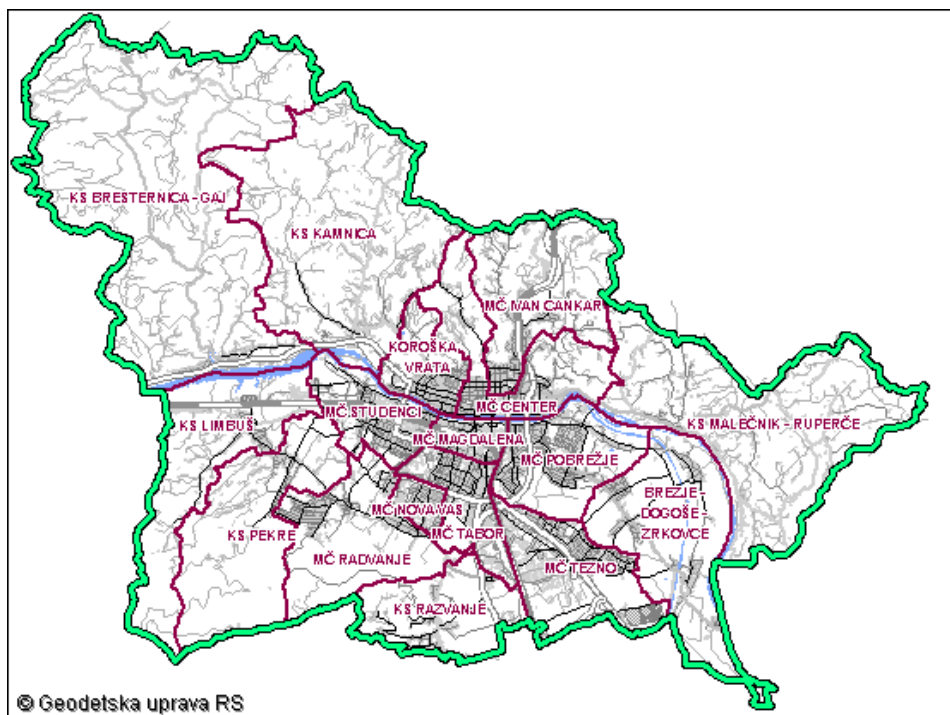 KS BRESTERNICA - GAJ
KS KAMNICA
MČ IVAN CANKAR
KOROŠKA
VRATA
MČ CENTER
MČ STUDENCI
KS LIMBUŠ
KS MALEČNIK - RUPERČE
MČ MAGDALENA
MČ POBREŽJE
BREZJE -
DOGOŠE -
ZRKOVCE
MČ NOVA VAS
KS PEKRE
MČ TABOR
MČ RADVANJE
MČ TEZNO
KS RAZVANJE
© Geodetska uprava RS